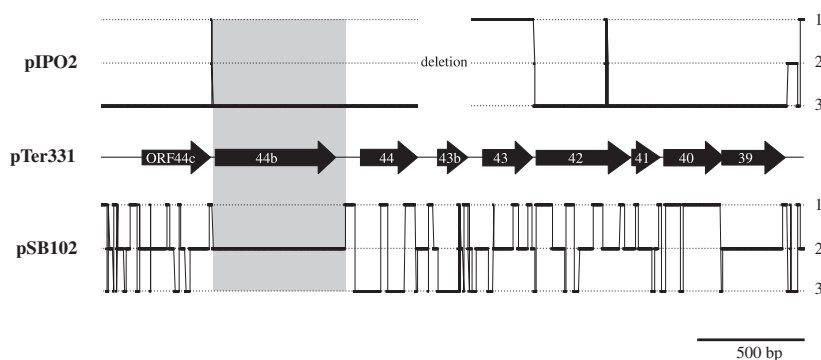 1
pIPO2 deletion 2
3
pTer331 ORF44c 44b 44 43b 43 42 41 40 39
1
pSB102 2
3
500 bp